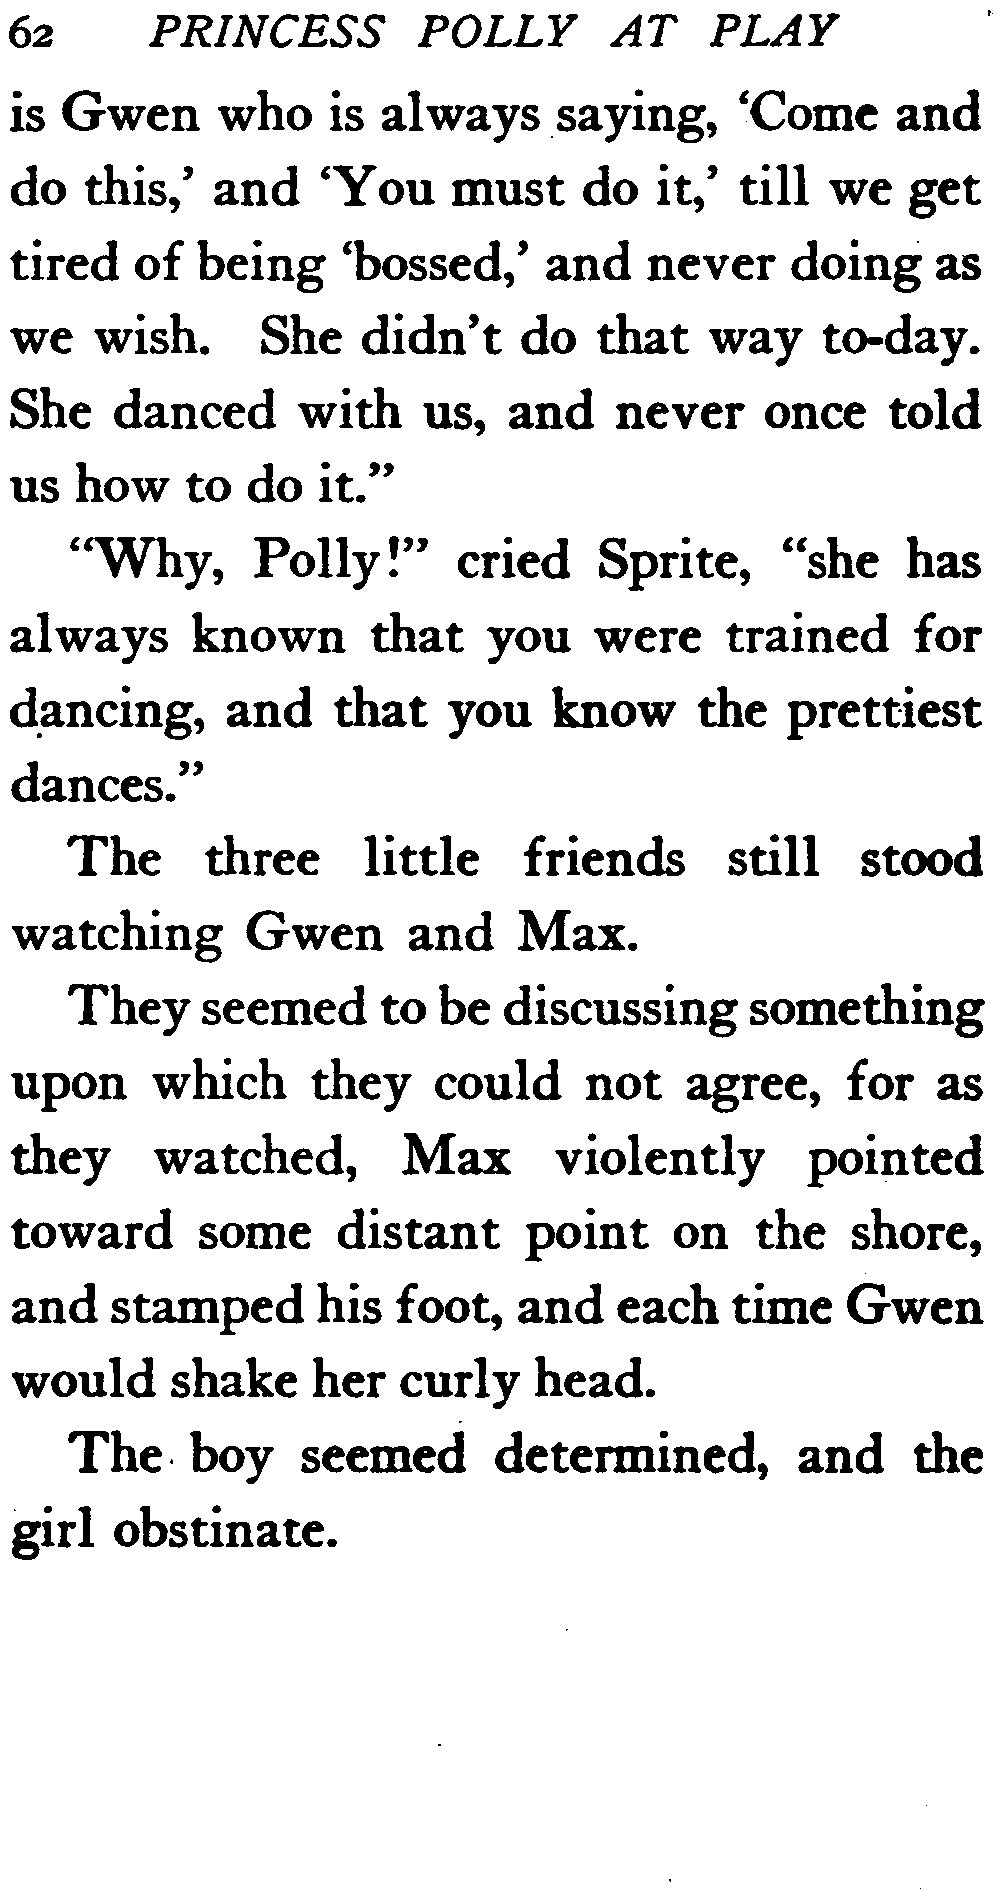 62 PRINCESS POLLY AT PLAY
is Gwen who is always saying, ‘Come and
do this,’ and ‘You must do it,’ till we get
tired of being ‘bossed,’ and never doing as
we wish. She didn’t do that way to-day.
She danced with us, and never once told
us how to do it.”
“Why, Polly!” cried Sprite, “she has
always known that you were trained for
dancing, and that you know the prettiest
dances.”
The three little friends still stood
watching Gwen and Max.
They seemed to be discussing something
upon which they could not agree, for as
they watched, Max violently pointed
toward some distant point on the shore,
and stamped his foot, and each time Gwen
would shake her curly head.
The boy seemed determined, and the
girl obstinate.